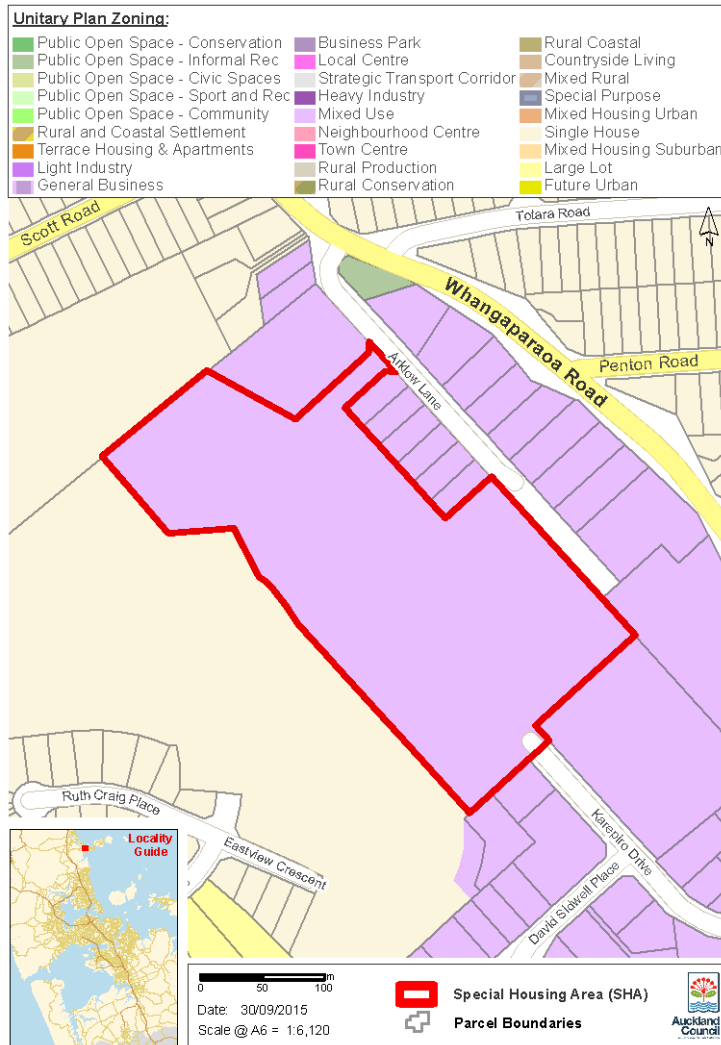 Unitary Plan Zoning:
Public Open Space - Conservation
Public Open Space - Informal Rec
Public Open Space - Civic Spaces
Public Open Space - Sport and Rec
Public Open Space - Community
Rural and Coastal Settlement
Terrace Housing & Apartments
Light Industry
General Business
Business Park
Local Centre
Strategic Transport Corridor
Heavy Industry
Mixed Use
Neighbourhood Centre
Town Centre
Rural Production
Rural Conservation
Rural Coastal
Countryside Living
Mixed Rural
Special Purpose
Mixed Housing Urban
Single House
Mixed Housing Suburban
Large Lot
Future Urban
Scott Road
Totara Road
N
Whangaparaoa Road
Arklow Lane
Penton Road
Ruth Craig Place
Eastview Crescent
Karepiro Drive
David Sidwell Place
Locality
Guide
m
0 50 100
Date: 30/09/2015
Scale @ A6 = 1:6,120
Special Housing Area (SHA)
Parcel Boundaries
Auckland
Council